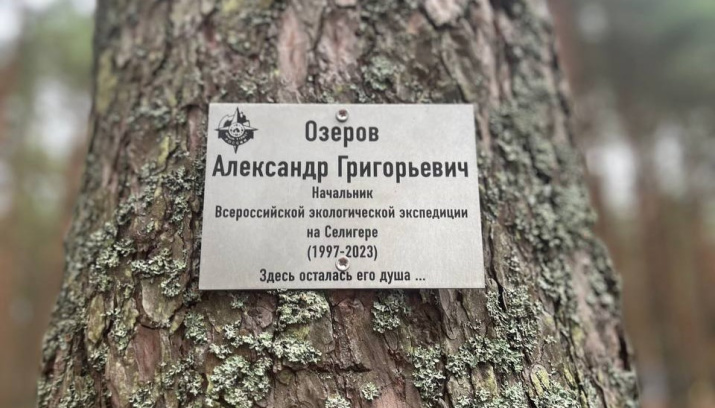 Озеров
Александр Григорьевич
Начальник
Всероссийской экологической экспедиции
на Селигере
(1997-2023)
Здесь осталась его душа ...